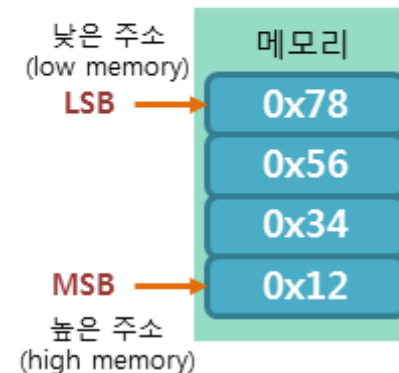 낮은 주소
(low memory)
LSB
메모리
0x78
0x56
0x34
0x12
MSB
높은 주소
(high memory)